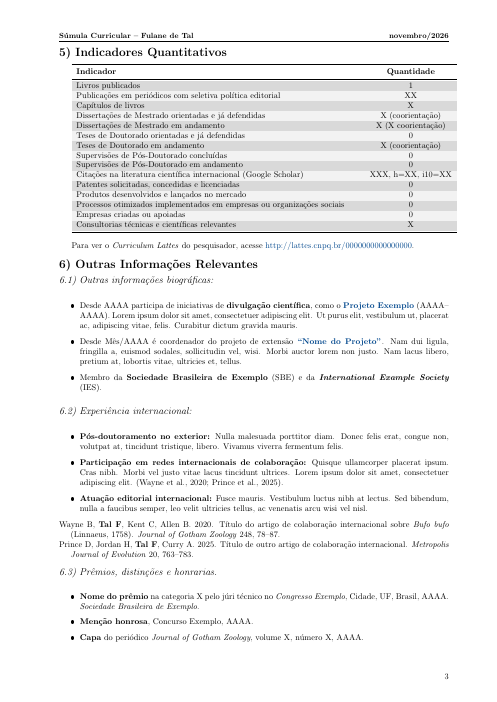 Súmula Curricular – Fulane de Tal novembro/2026
5) Indicadores Quantitativos
Indicador Quantidade
Livros publicados 1
Publicações em periódicos com seletiva política editorial XX
Capítulos de livros X
Dissertações de Mestrado orientadas e já defendidas X (coorientação)
Dissertações de Mestrado em andamento X (X coorientação)
Teses de Doutorado orientadas e já defendidas 0
Teses de Doutorado em andamento X (coorientação)
Supervisões de Pós-Doutorado concluídas 0
Supervisões de Pós-Doutorado em andamento 0
Citações na literatura científica internacional (Google Scholar) XXX, h=XX, i10=XX
Patentes solicitadas, concedidas e licenciadas 0
Produtos desenvolvidos e lançados no mercado 0
Processos otimizados implementados em empresas ou organizações sociais 0
Empresas criadas ou apoiadas 0
Consultorias técnicas e científicas relevantes X
Para ver o Curriculum Lattes do pesquisador, acesse http://lattes.cnpq.br/0000000000000000.
6) Outras Informações Relevantes
6.1) Outras informações biográficas:
• Desde AAAA participa de iniciativas de divulgação científica, como o Projeto Exemplo (AAAA–
AAAA). Lorem ipsum dolor sit amet, consectetuer adipiscing elit. Ut purus elit, vestibulum ut, placerat
ac, adipiscing vitae, felis. Curabitur dictum gravida mauris.
• Desde Mês/AAAA é coordenador do projeto de extensão “Nome do Projeto”. Nam dui ligula,
fringilla a, euismod sodales, sollicitudin vel, wisi. Morbi auctor lorem non justo. Nam lacus libero,
pretium at, lobortis vitae, ultricies et, tellus.
• Membro da Sociedade Brasileira de Exemplo (SBE) e da International Example Society
(IES).
6.2) Experiência internacional:
• Pós-doutoramento no exterior: Nulla malesuada porttitor diam. Donec felis erat, congue non,
volutpat at, tincidunt tristique, libero. Vivamus viverra fermentum felis.
• Participação em redes internacionais de colaboração: Quisque ullamcorper placerat ipsum.
Cras nibh. Morbi vel justo vitae lacus tincidunt ultrices. Lorem ipsum dolor sit amet, consectetuer
adipiscing elit. (Wayne et al., 2020; Prince et al., 2025).
• Atuação editorial internacional: Fusce mauris. Vestibulum luctus nibh at lectus. Sed bibendum,
nulla a faucibus semper, leo velit ultricies tellus, ac venenatis arcu wisi vel nisl.
Wayne B, Tal F, Kent C, Allen B. 2020. Título do artigo de colaboração internacional sobre Bufo bufo
(Linnaeus, 1758). Journal of Gotham Zoology 248, 78–87.
Prince D, Jordan H, Tal F, Curry A. 2025. Título de outro artigo de colaboração internacional. Metropolis
Journal of Evolution 20, 763–783.
6.3) Prêmios, distinções e honrarias.
• Nome do prêmio na categoria X pelo júri técnico no Congresso Exemplo, Cidade, UF, Brasil, AAAA.
Sociedade Brasileira de Exemplo.
• Menção honrosa, Concurso Exemplo, AAAA.
• Capa do periódico Journal of Gotham Zoology, volume X, número X, AAAA.
3